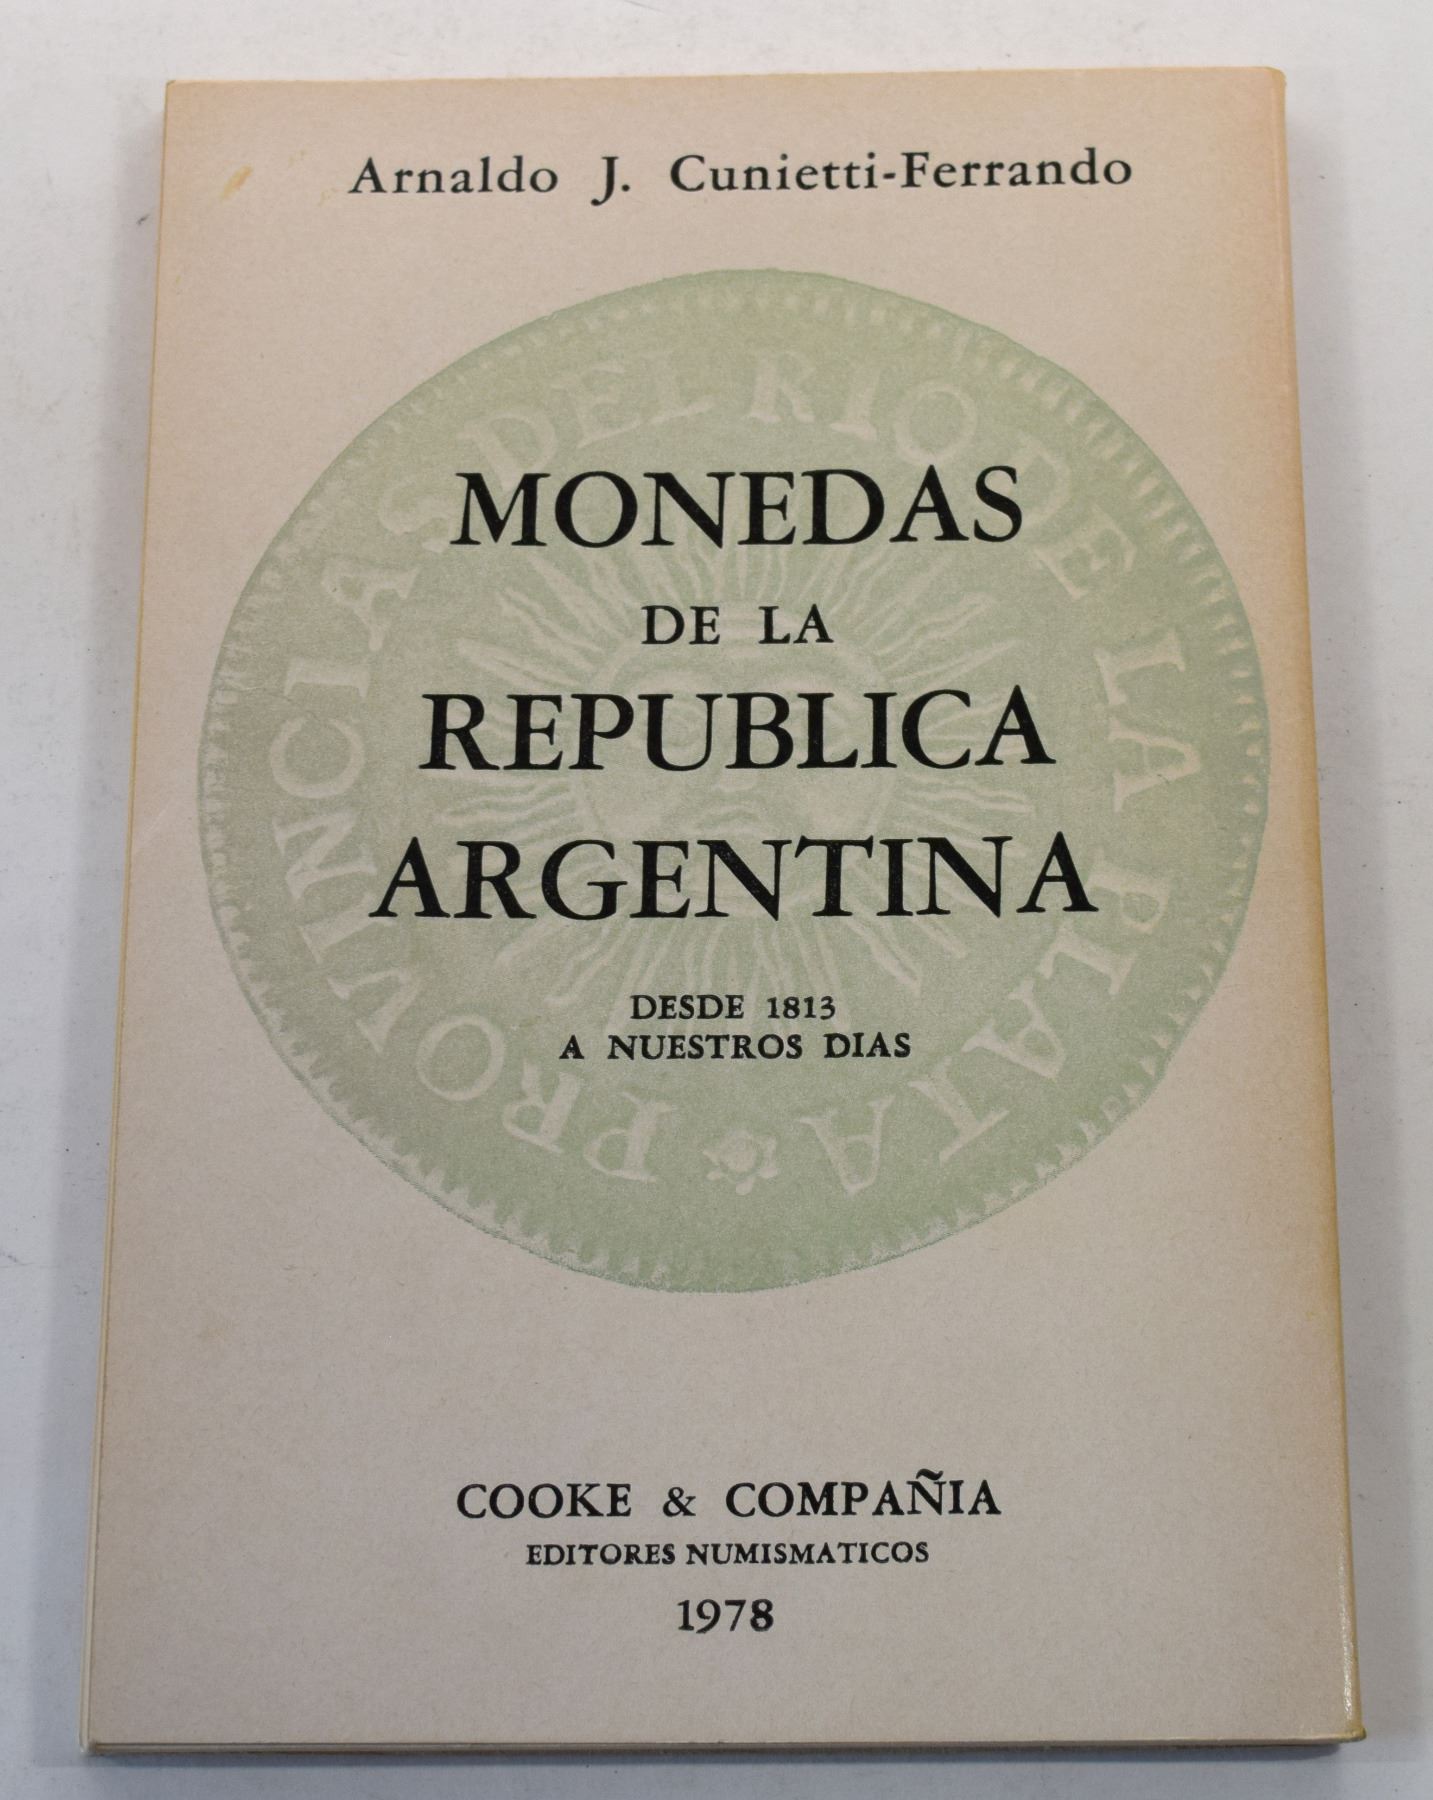 Arnaldo J. Cunietti-Ferrando
PROVINCIAS DEL RIO DE LA PLATA
MONEDAS
DE LA
REPUBLICA
ARGENTINA
DESDE 1813
A NUESTROS DIAS
COOKE & COMPAÑIA
EDITORES NUMISMATICOS
1978